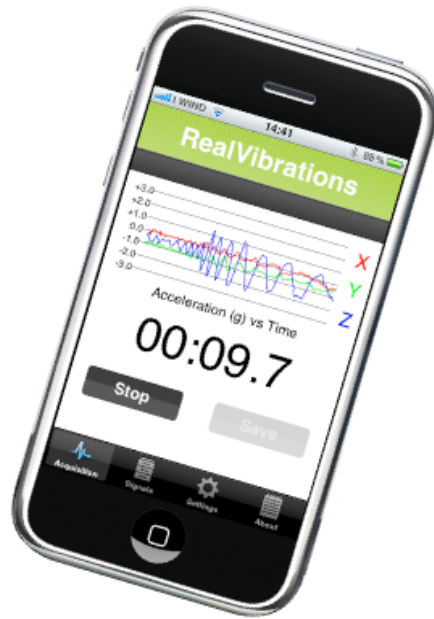 I WIND 14:41 98%
RealVibrations
+3.0
+2.0
+1.0
0.0
-1.0
-2.0
-3.0
X
Y
Z
Acceleration (g) vs Time
00:09.7
Stop Save
Acquisition Signals Settings About